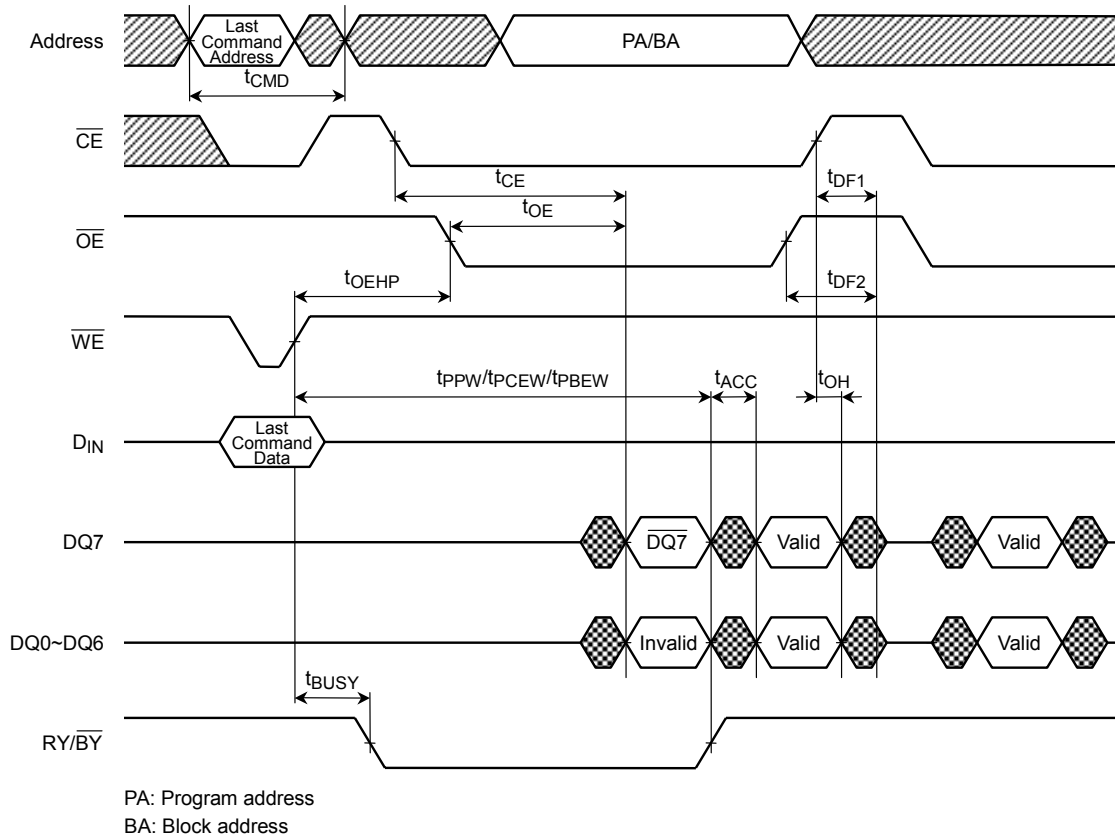 Address
Last
Command
Address
PA/BA
tCMD
CE
tCE
tDF1
OE
tOE
tOEHP
tDF2
WE
tPPW/tPCEW/tPBEW
tACC
tOH
DIN
Last
Command
Data
DQ7
DQ7
Valid
Valid
DQ0~DQ6
Invalid
Valid
Valid
tBUSY
RY/BY
PA: Program address
BA: Block address